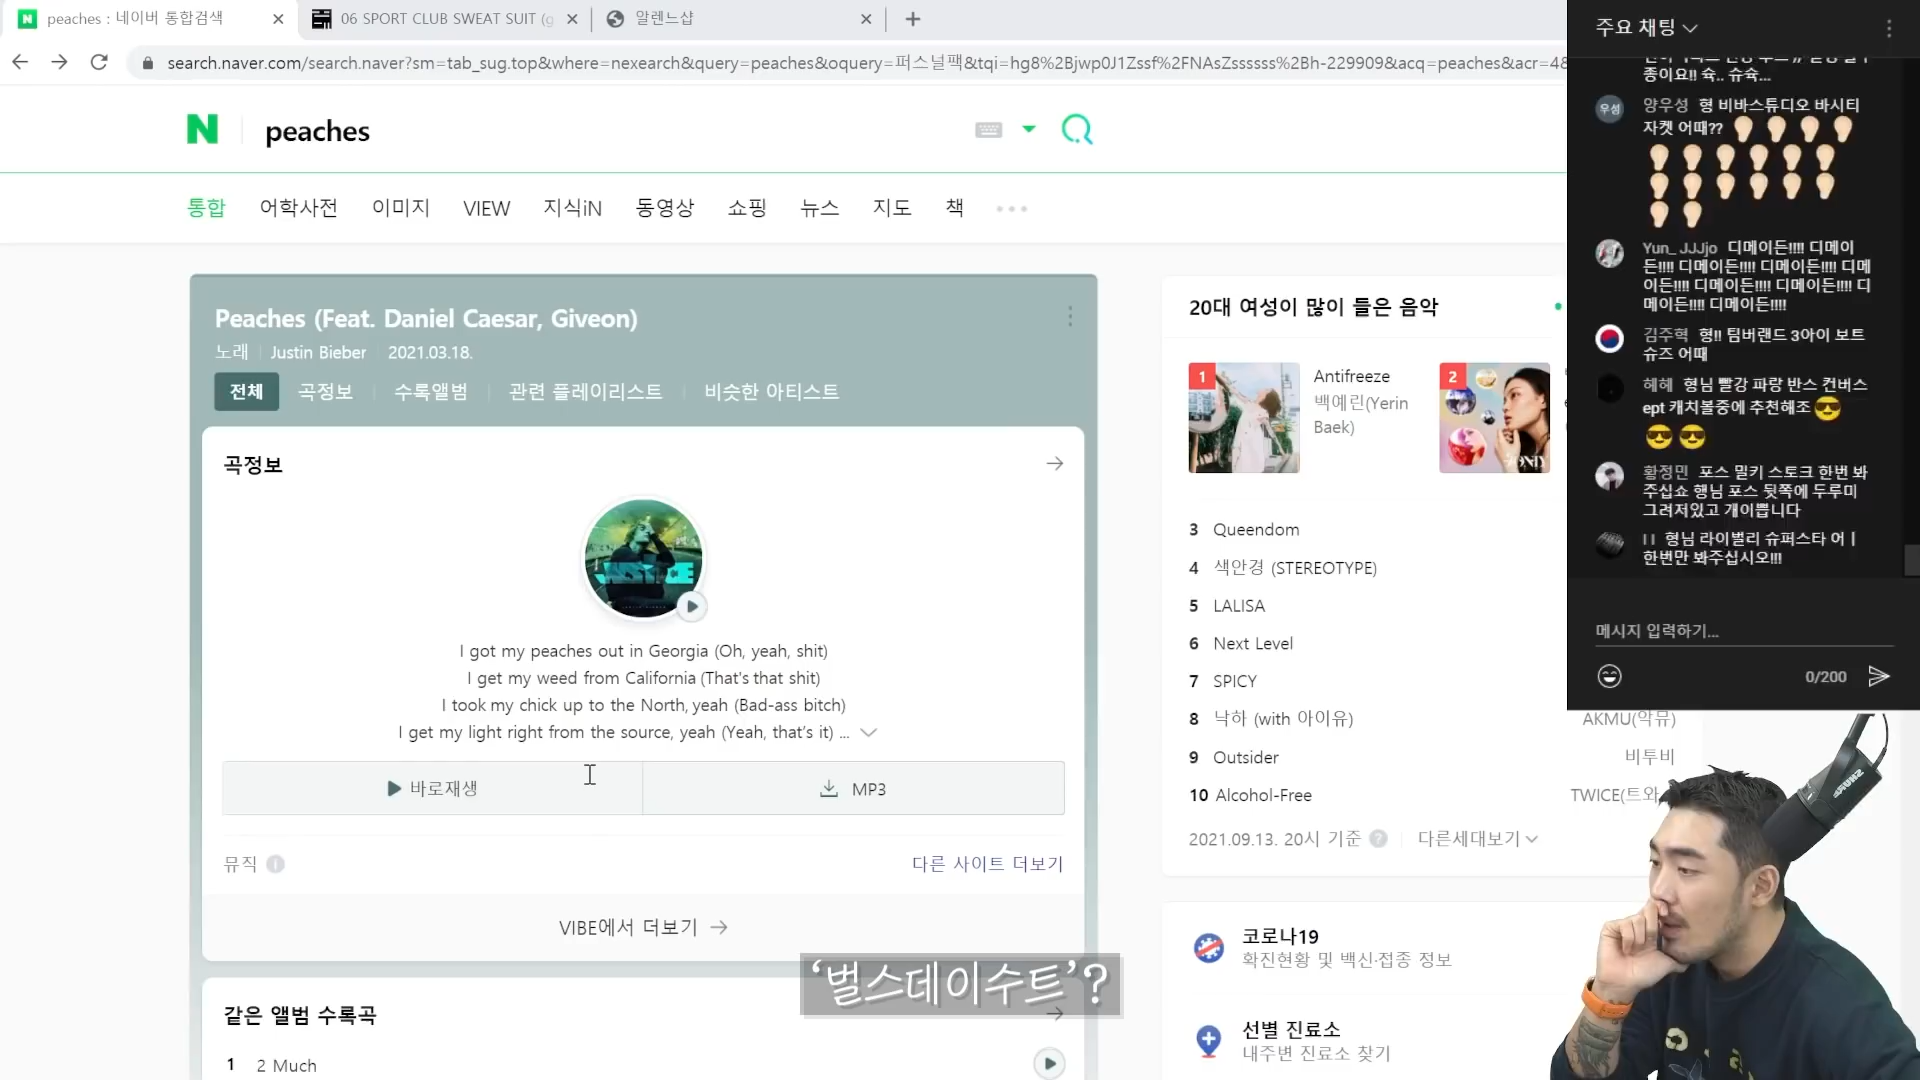 peaches : 네이버 통합검색
06 SPORT CLUB SWEAT SUIT (g
알렌느샵
search.naver.com/search.naver?sm=tab_sug.top&where=nexearch&query=peaches&oquery=퍼스널팩&tqi=hg8%2Bjwp0J1Zssf%2FNAsZssssss%2Bh-229909&acq=peaches&acr=48
N
peaches
통합 어학사전 이미지 VIEW 지식iN 동영상 쇼핑 뉴스 지도 책
Peaches (Feat. Daniel Caesar, Giveon)
노래 Justin Bieber 2021.03.18.
전체 곡정보 수록앨범 관련 플레이리스트 비슷한 아티스트
곡정보
JUSTICE
I got my peaches out in Georgia (Oh, yeah, shit)
I get my weed from California (That's that shit)
I took my chick up to the North, yeah (Bad-ass bitch)
I get my light right from the source, yeah (Yeah, that's it) ...
바로재생 MP3
뮤직 다른 사이트 더보기
VIBE에서 더보기
같은 앨범 수록곡
1 2 Much
20대 여성이 많이 들은 음악
1 Antifreeze
백예린(Yerin
Baek)
2
3 Queendom
4 색안경 (STEREOTYPE)
5 LALISA
6 Next Level
7 SPICY
8 낙하 (with 아이유) AKMU(악뮤)
9 Outsider 비투비
10 Alcohol-Free TWICE(트와
2021.09.13. 20시 기준 다른세대보기
코로나19
확진현황 및 백신·접종 정보
선별 진료소
내주변 진료소 찾기
주요 채팅
종이요!! 슉.. 슈슉...
우성
양우성 형 비바스튜디오 바시티
자켓 어때??
Yun_ JJJjo 디메이든!!!! 디메이
든!!!! 디메이든!!!! 디메이든!!!! 디메
이든!!!! 디메이든!!!! 디메이든!!!! 디
메이든!!!! 디메이든!!!!
김주혁 형!! 팀버랜드 3아이 보트
슈즈 어때
혜혜 형님 빨강 파랑 반스 컨버스
ept 캐치볼중에 추천해조
황정민 포스 밀키 스토크 한번 봐
주십쇼 행님 포스 뒷쪽에 두루미
그려저있고 개이쁩니다
형님 라이벌리 슈퍼스타 어ㅣ
한번만 봐주십시오!!!
메시지 입력하기...
0/200
SHURE
‘벌스데이수트’?